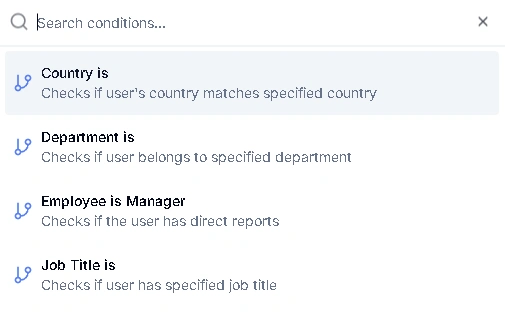 Search conditions...
Country is
Checks if user's country matches specified country
Department is
Checks if user belongs to specified department
Employee is Manager
Checks if the user has direct reports
Job Title is
Checks if user has specified job title